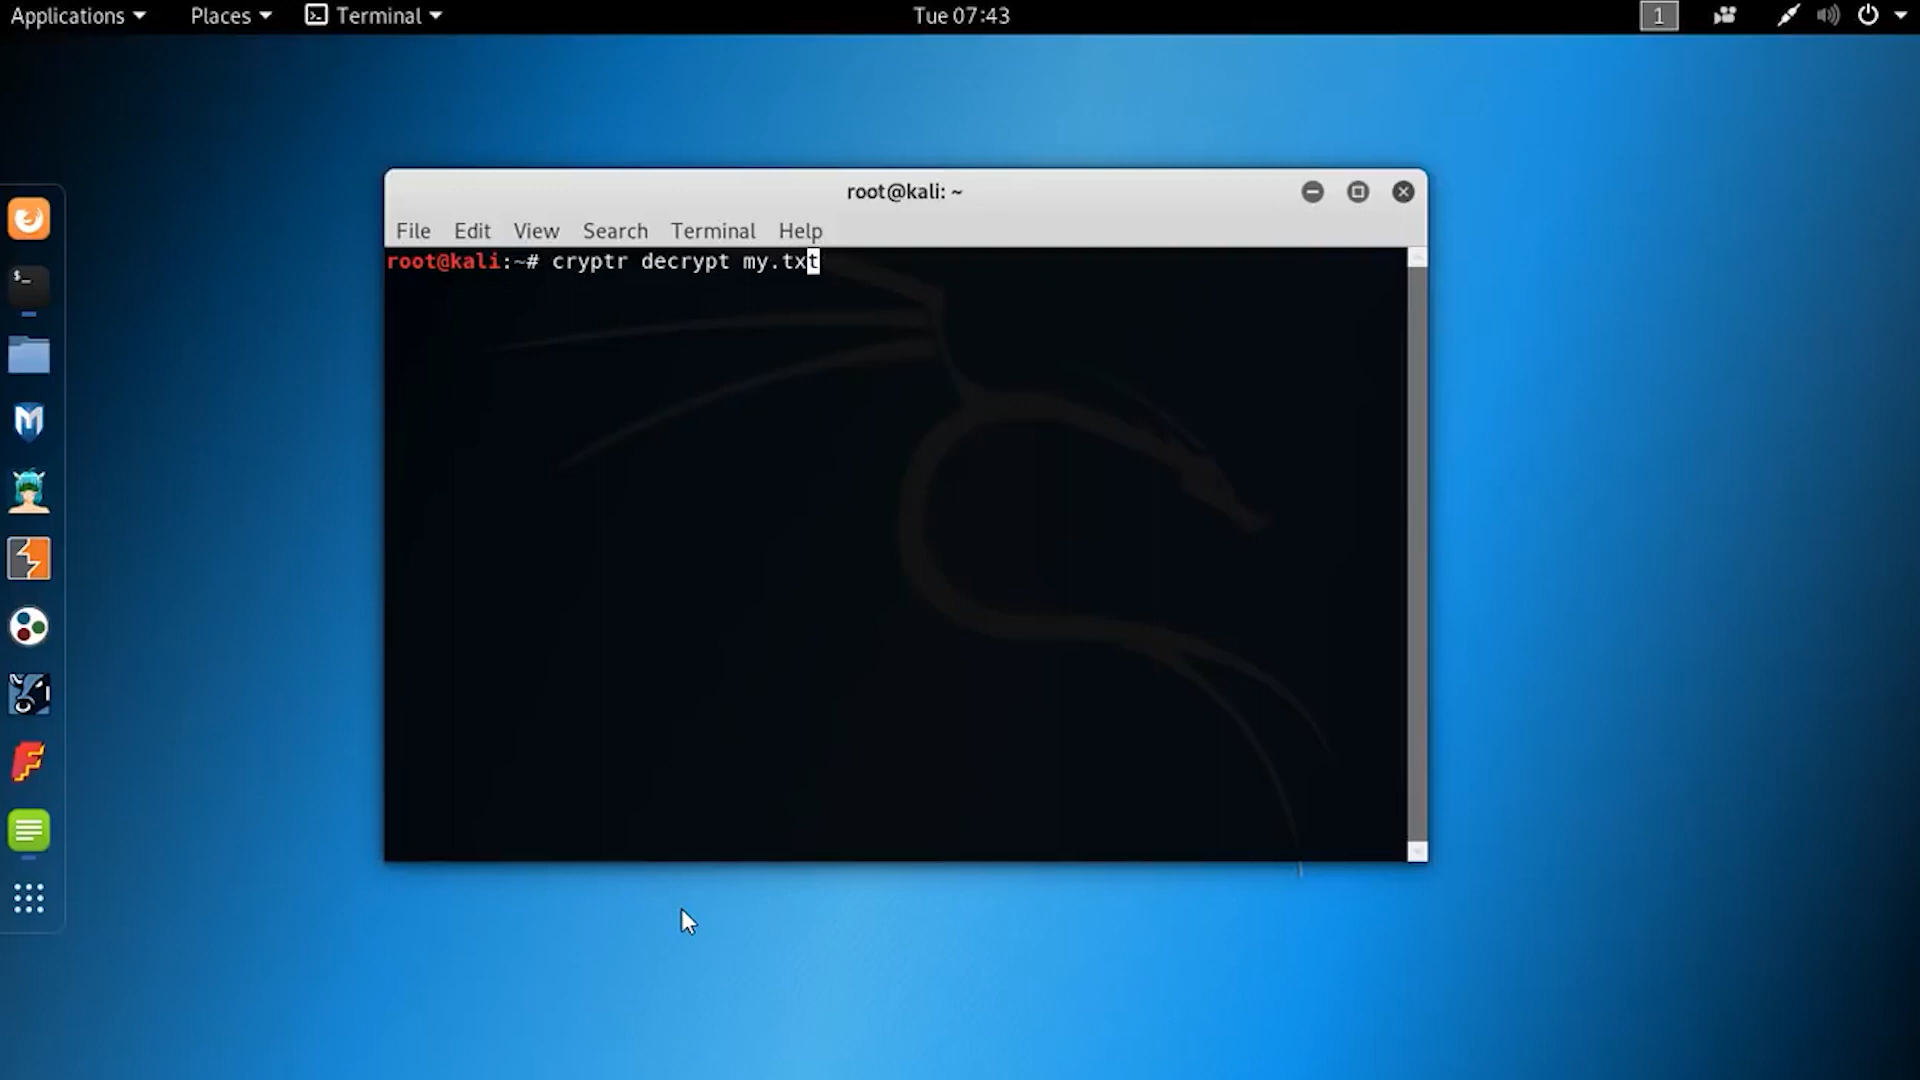 Applications Places Terminal Tue 07:43 1
root@kali: ~
File Edit View Search Terminal Help
root@kali:~# cryptr decrypt my.txt